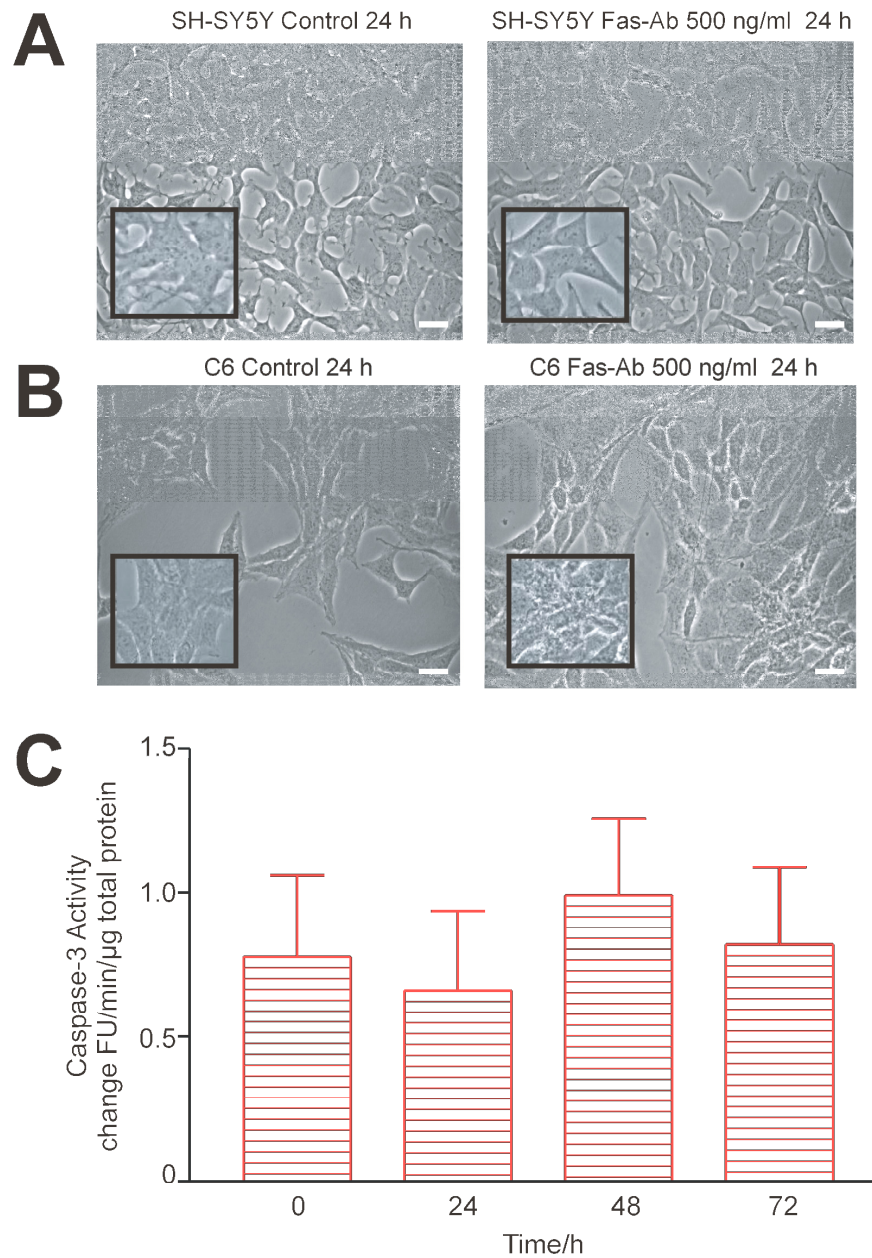 A
SH-SY5Y Control 24 h
SH-SY5Y Fas-Ab 500 ng/ml 24 h
B
C6 Control 24 h
C6 Fas-Ab 500 ng/ml 24 h
C
Caspase-3 Activity
change FU/min/µg total protein
1.5
1.0
0.5
0
0
24
48
72
Time/h